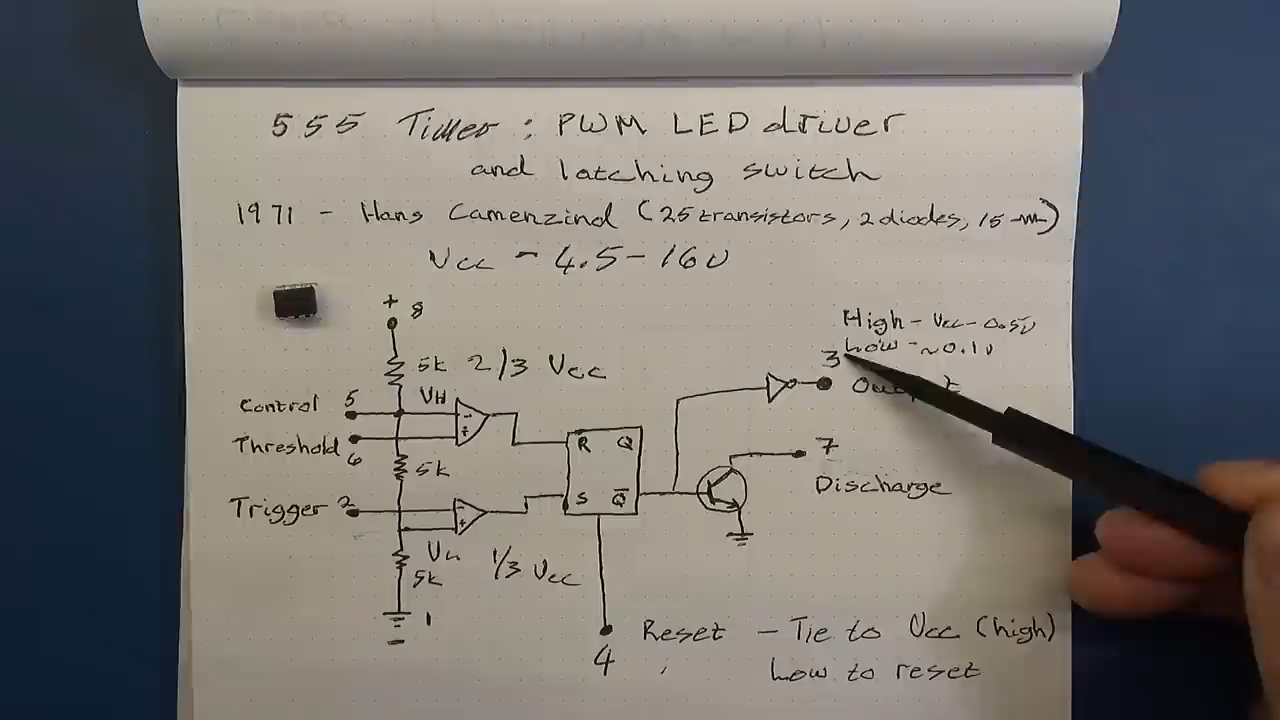 555 Timer : PWM LED driver
and latching switch
1971 - Hans Camenzind (25 transistors, 2 diodes, 15
Vcc - 4.5-16V
+ 8
High - Vcc - 0.5V
Low - ~0.1V
5k 2/3 Vcc
3
Output
Control 5
VH
Threshold 6
R Q
5k
7
Discharge
Trigger 2
S Q̅
VL
1/3 Vcc
5k
1
Reset - Tie to Vcc (high)
4
Low to reset